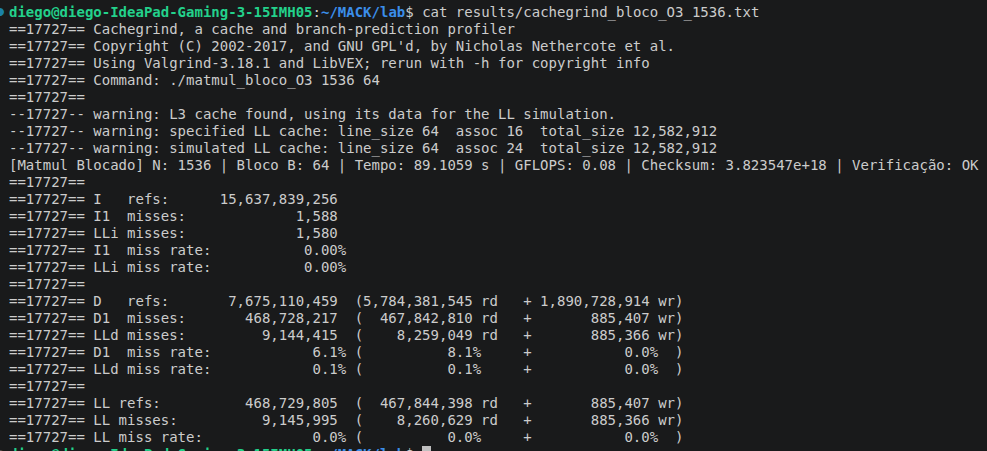 diego@diego-IdeaPad-Gaming-3-15IMH05:~/MACK/lab$ cat results/cachegrind_bloco_O3_1536.txt
==17727== Cachegrind, a cache and branch-prediction profiler
==17727== Copyright (C) 2002-2017, and GNU GPL'd, by Nicholas Nethercote et al.
==17727== Using Valgrind-3.18.1 and LibVEX; rerun with -h for copyright info
==17727== Command: ./matmul_bloco_O3 1536 64
==17727==
--17727-- warning: L3 cache found, using its data for the LL simulation.
--17727-- warning: specified LL cache: line_size 64  assoc 16  total_size 12,582,912
--17727-- warning: simulated LL cache: line_size 64  assoc 24  total_size 12,582,912
[Matmul Blocado] N: 1536 | Bloco B: 64 | Tempo: 89.1059 s | GFLOPS: 0.08 | Checksum: 3.823547e+18 | Verificação: OK
==17727==
==17727== I   refs:      15,637,839,256
==17727== I1  misses:             1,588
==17727== LLi misses:             1,580
==17727== I1  miss rate:           0.00%
==17727== LLi miss rate:           0.00%
==17727==
==17727== D   refs:       7,675,110,459  (5,784,381,545 rd   + 1,890,728,914 wr)
==17727== D1  misses:       468,728,217  (  467,842,810 rd   +       885,407 wr)
==17727== LLd misses:         9,144,415  (    8,259,049 rd   +       885,366 wr)
==17727== D1  miss rate:            6.1% (          8.1%     +           0.0%  )
==17727== LLd miss rate:            0.1% (          0.1%     +           0.0%  )
==17727==
==17727== LL refs:          468,729,805  (  467,844,398 rd   +       885,407 wr)
==17727== LL misses:          9,145,995  (    8,260,629 rd   +       885,366 wr)
==17727== LL miss rate:             0.0% (          0.0%     +           0.0%  )
diego@diego-IdeaPad-Gaming-3-15IMH05:~/MACK/lab$